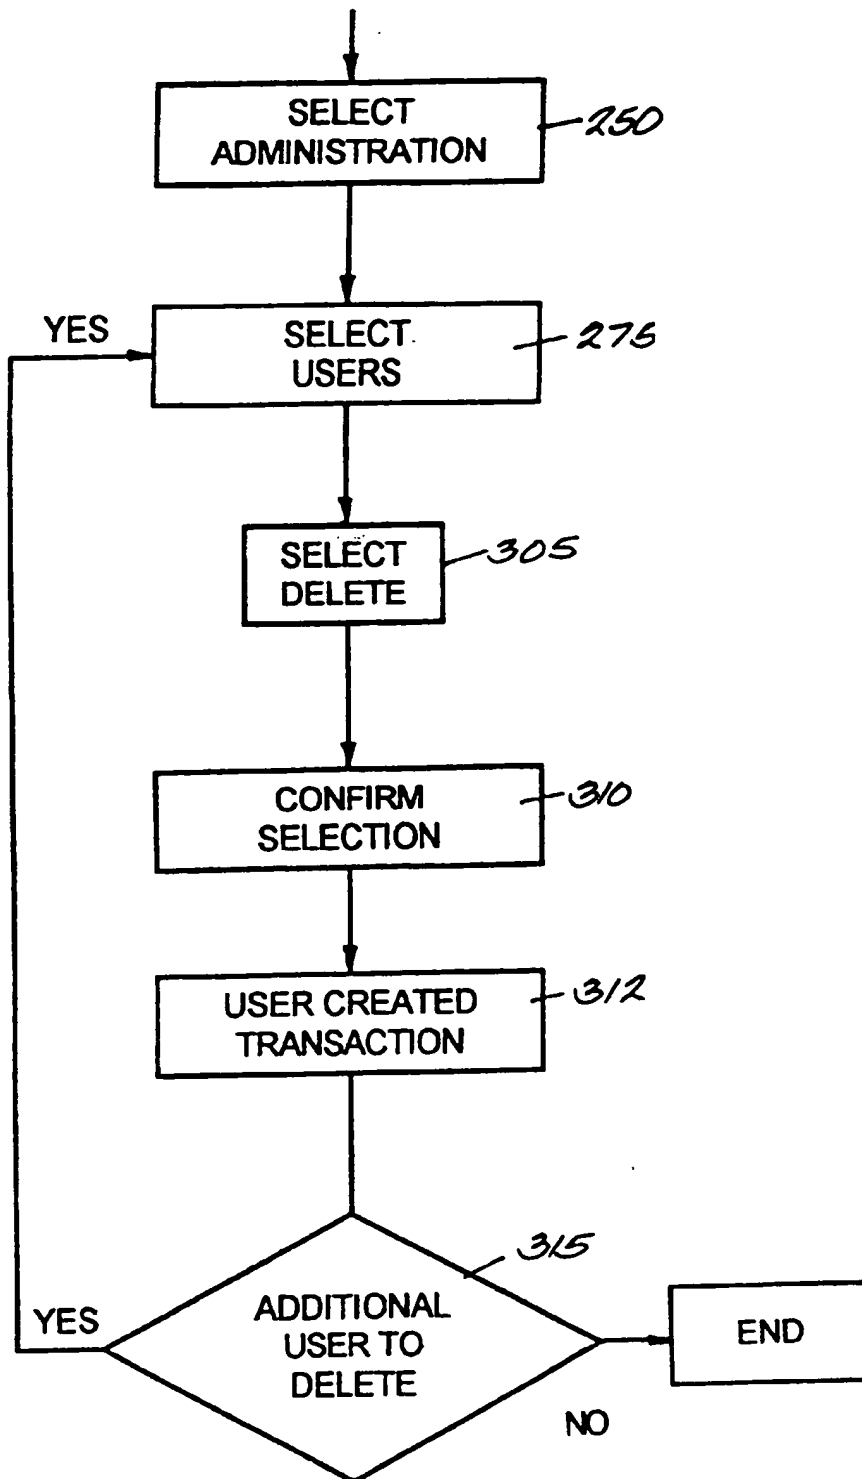 SELECT
ADMINISTRATION
250
YES
SELECT
USERS
275
SELECT
DELETE
305
CONFIRM
SELECTION
310
USER CREATED
TRANSACTION
312
315
YES
ADDITIONAL
USER TO
DELETE
END
NO